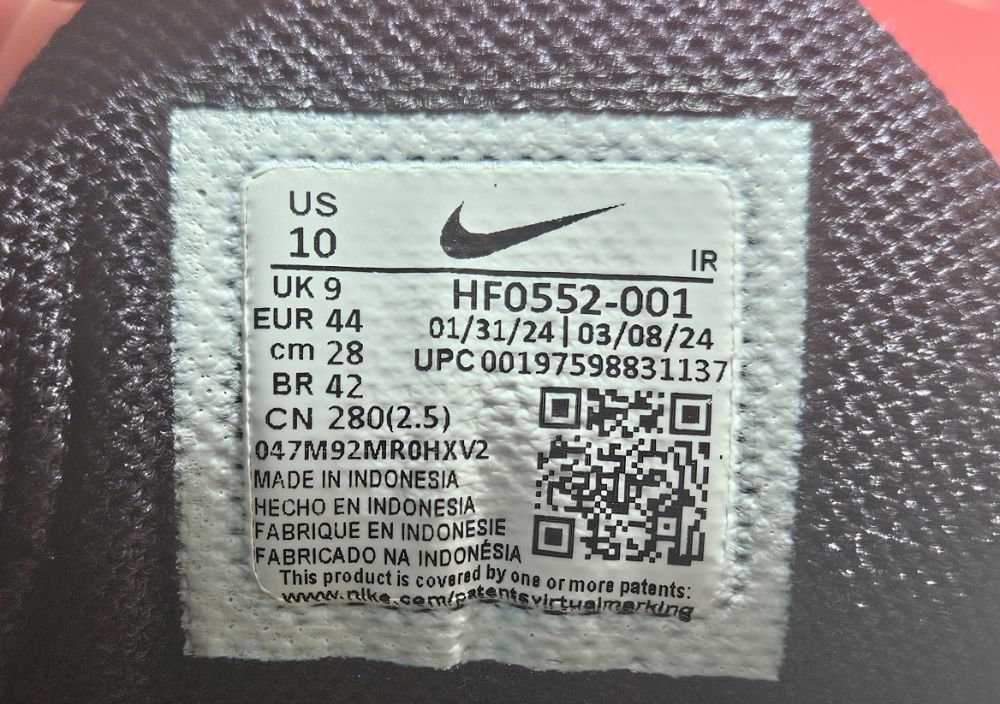 US
10
IR
UK 9
HF0552-001
EUR 44
01/31/24 | 03/08/24
cm 28
UPC 00197598831137
BR 42
CN 280(2.5)
047M92MR0HXV2
MADE IN INDONESIA
HECHO EN INDONESIA
FABRIQUE EN INDONESIE
FABRICADO NA INDONÉSIA
This product is covered by one or more patents:
www.nike.com/patentsvirtualmarking